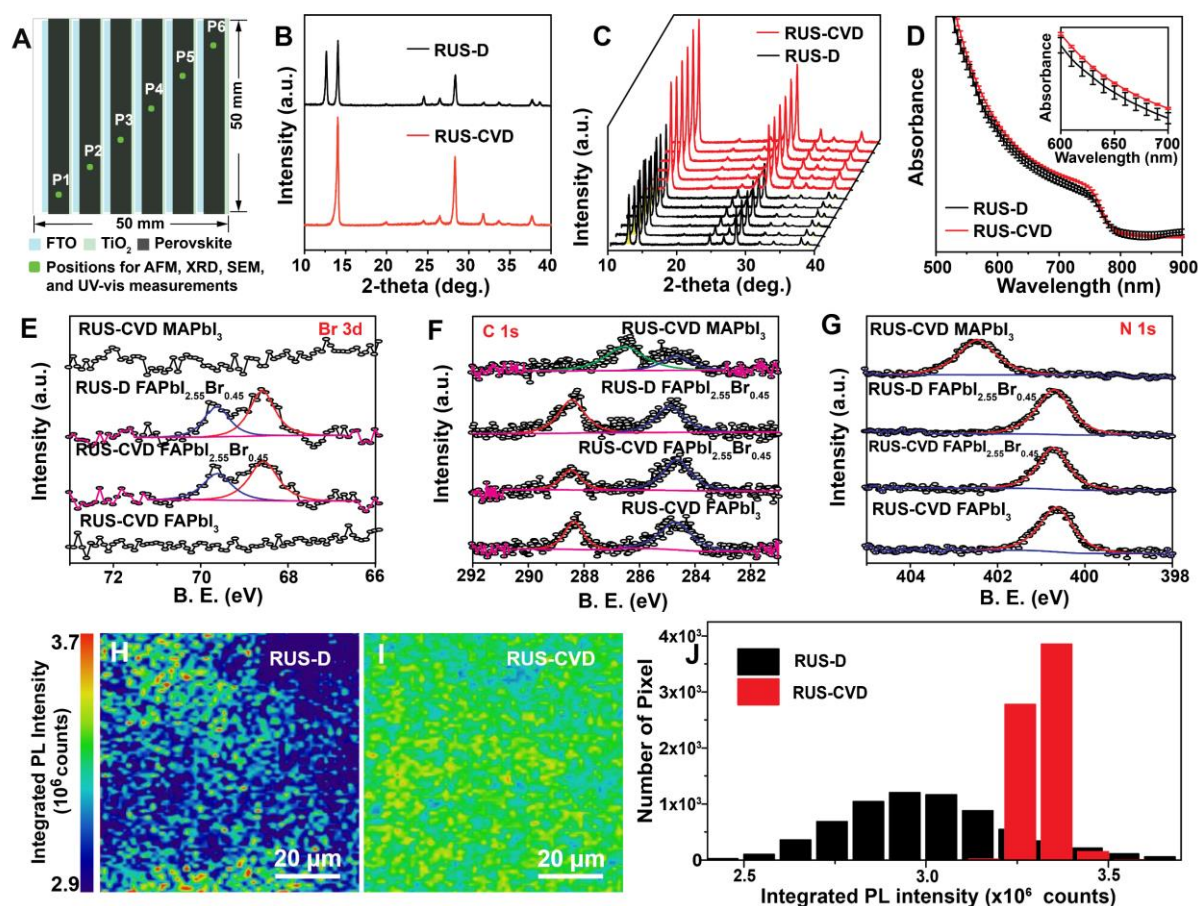 A
P1
P2
P3
P4
P5
P6
50 mm
50 mm
FTO TiO₂ Perovskite
Positions for AFM, XRD, SEM,
and UV-vis measurements
B
Intensity (a.u.)
RUS-D
RUS-CVD
10 15 20 25 30 35 40
2-theta (deg.)
C
Intensity (a.u.)
RUS-CVD
RUS-D
10 20 30 40
2-theta (deg.)
D
Absorbance
RUS-D
RUS-CVD
500 600 700 800 900
Wavelength (nm)
Absorbance
600 650 700
Wavelength (nm)
E
Br 3d
RUS-CVD MAPbI₃
RUS-D FAPbI₂.₅₅Br₀.₄₅
RUS-CVD FAPbI₂.₅₅Br₀.₄₅
RUS-CVD FAPbI₃
Intensity (a.u.)
72 70 68 66
B. E. (eV)
F
C 1s
RUS-CVD MAPbI₃
RUS-D FAPbI₂.₅₅Br₀.₄₅
RUS-CVD FAPbI₂.₅₅Br₀.₄₅
RUS-CVD FAPbI₃
Intensity (a.u.)
292 290 288 286 284 282
B. E. (eV)
G
N 1s
RUS-CVD MAPbI₃
RUS-D FAPbI₂.₅₅Br₀.₄₅
RUS-CVD FAPbI₂.₅₅Br₀.₄₅
RUS-CVD FAPbI₃
Intensity (a.u.)
404 402 400 398
B. E. (eV)
Integrated PL Intensity
(10⁶counts)
3.7
2.9
H
RUS-D
20 μm
I
RUS-CVD
20 μm
J
RUS-D
RUS-CVD
Number of Pixel
4x10³
3x10³
2x10³
1x10³
0
2.5 3.0 3.5
Integrated PL intensity (x10⁶ counts)